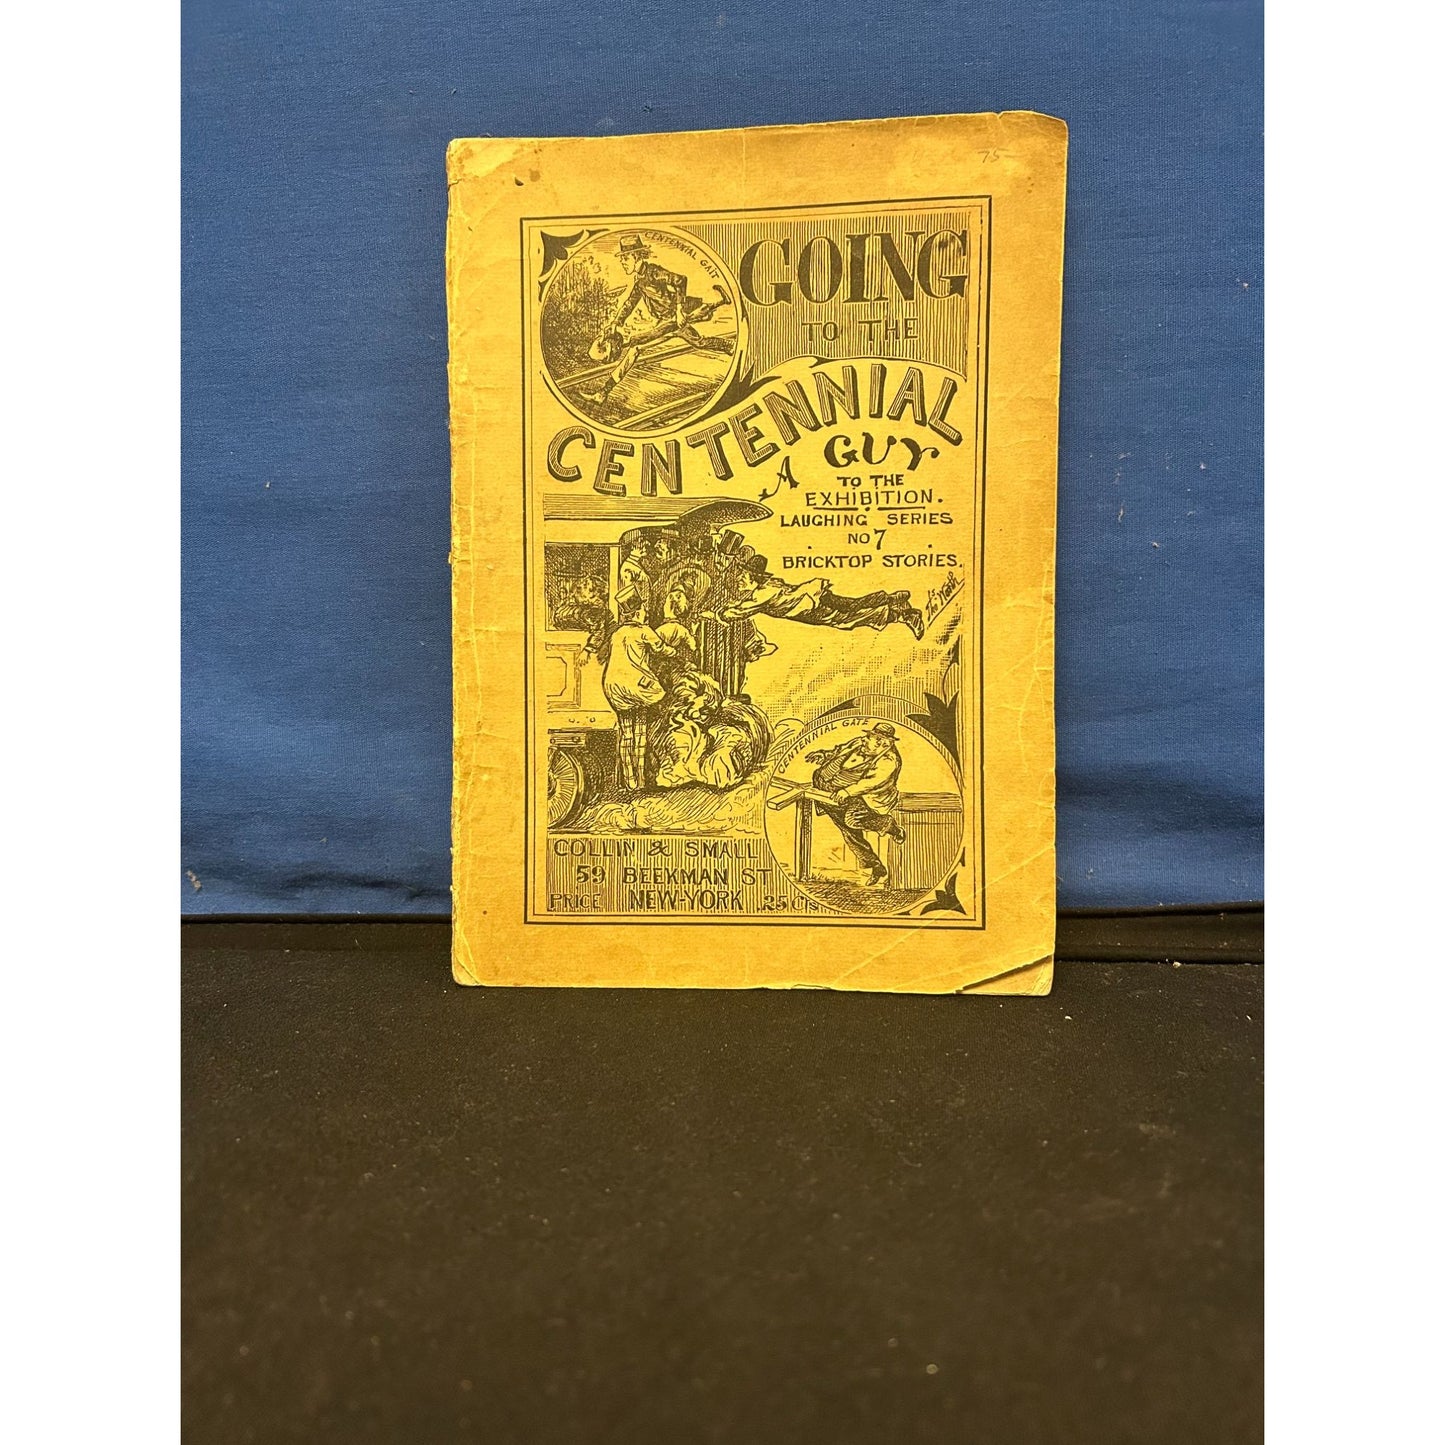 75-
CENTENNIAL GAIT
GOING
TO THE
CENTENNIAL
A GUY
TO THE
EXHIBITION.
LAUGHING SERIES
NO 7
BRICKTOP STORIES.
CENTENNIAL GATE
COLLIN & SMALL
59 BEEKMAN ST
PRICE NEW-YORK 25 Cts